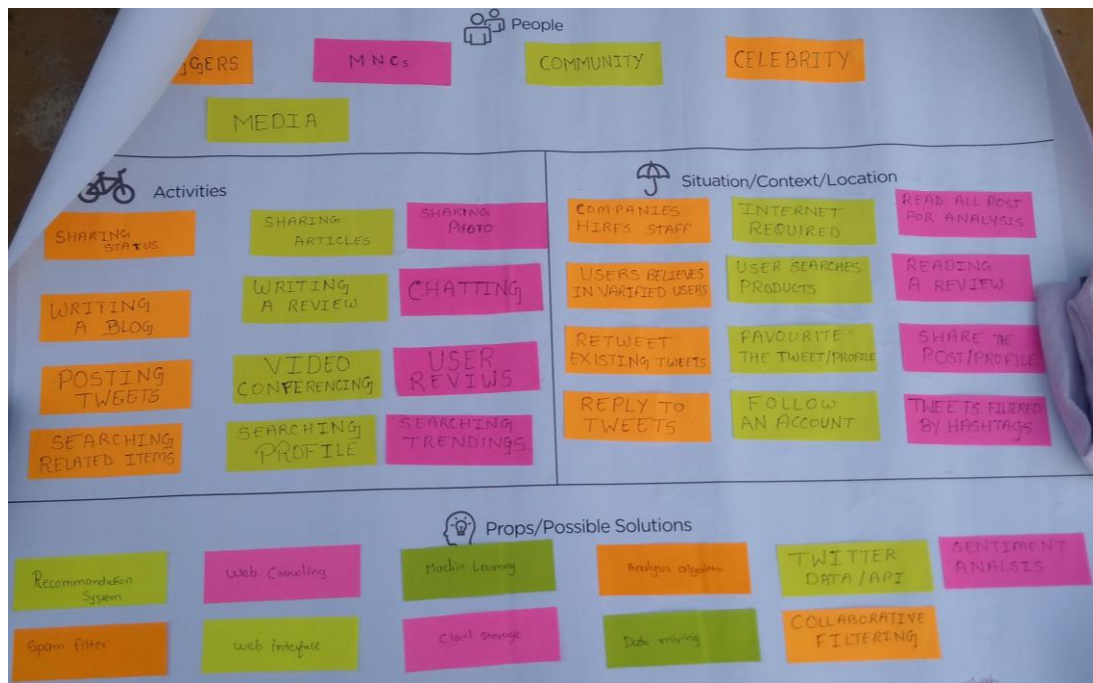 People
GGERS
MNCs
COMMUNITY
CELEBRITY
MEDIA
Activities
SHARING
STATUS
SHARING
ARTICLES
SHARING
PHOTO
WRITING
A BLOG
WRITING
A REVIEW
CHATTING
POSTING
TWEETS
VIDEO
CONFERENCING
USER
REVIWS
SEARCHING
RELATED ITEMS
SEARCHING
PROFILE
SEARCHING
TRENDINGS
Situation/Context/Location
COMPANIES
HIRES STAFF
INTERNET
REQUIRED
READ ALL POST
FOR ANALYSIS
USERS BELIEVES
IN VARIFIED USERS
USER SEARCHES
PRODUCTS
READING
A REVIEW
RETWEET
EXISTING TWEETS
FAVOURITE
THE TWEET/PROFILE
SHARE THE
POST/PROFILE
REPLY TO
TWEETS
FOLLOW
AN ACCOUNT
TWEETS FILTERED
BY HASHTAGS
Props/Possible Solutions
Recommendation
System
Web Crawling
Machin Learning
Analysis algorithm
TWITTER
DATA/API
SENTIMENT
ANALSIS
Spam filter
web interface
Cloud storage
Data mining
COLLABORATIVE
FILTERING